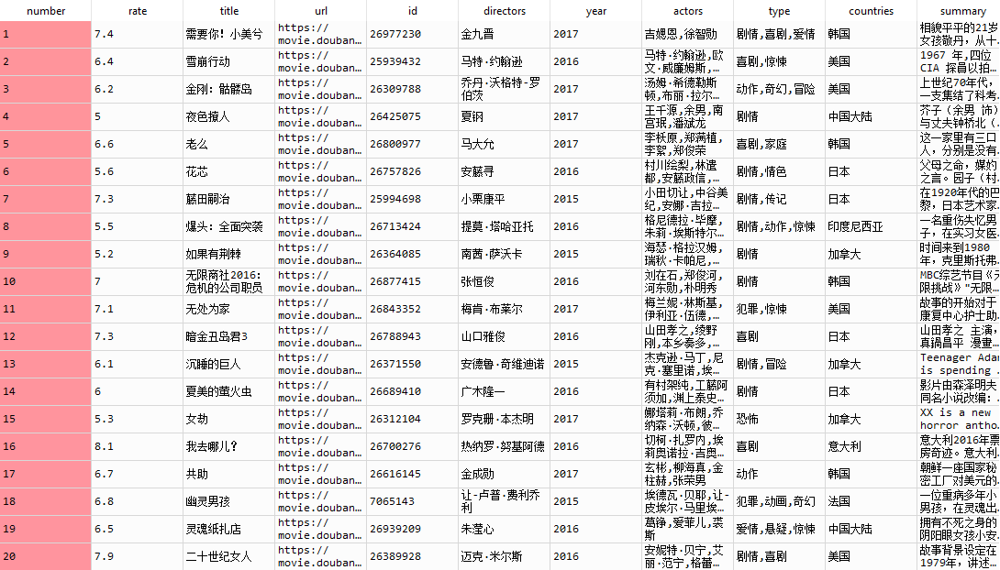 number rate title url id directors year actors type countries summary
1 7.4 需要你！小美兮 https://movie.douban… 26977230 金九晋 2017 吉媤恩,徐智勋 剧情,喜剧,爱情 韩国 相貌平平的21岁女孩敬丹，从十…
2 6.4 雪崩行动 https://movie.douban… 25939432 马特·约翰逊 2016 马特·约翰逊,欧文·威廉姆斯,… 喜剧,惊悚 美国 1967 年,四位 CIA 探員以拍…
3 6.2 金刚：骷髅岛 https://movie.douban… 26309788 乔丹·沃格特-罗伯茨 2017 汤姆·希德勒斯顿,布丽·拉尔… 动作,奇幻,冒险 美国 上世纪70年代，一支集结了科考…
4 5 夜色撩人 https://movie.douban… 26425075 夏钢 2017 王千源,余男,南宫珉,潘斌龙 剧情 中国大陆 芥子（余男 饰）与丈夫钟桥北（…
5 6.6 老么 https://movie.douban… 26800977 马大允 2017 李枖原,郑满植,李絮,郑俊荣 喜剧,家庭 韩国 这一家里有三口人，分别是没有…
6 5.6 花芯 https://movie.douban… 26757826 安藤寻 2016 村川绘梨,林遣都,安藤政信,… 剧情,情色 日本 父母之命，媒妁之言。园子（村…
7 7.3 藤田嗣治 https://movie.douban… 25994698 小栗康平 2015 小田切让,中谷美纪,安娜·吉拉… 剧情,传记 日本 在1920年代的巴黎，日本艺术家…
8 5.5 爆头：全面突袭 https://movie.douban… 26713424 提莫·塔哈亚托 2016 格尼德拉·毕摩,朱莉·埃斯特尔… 剧情,动作,惊悚 印度尼西亚 一名重伤失忆男子，在实习女医…
9 5.2 如果有荆棘 https://movie.douban… 26364085 南茜·萨沃卡 2015 海瑟·格拉汉姆,瑞秋·卡帕尼,… 剧情 加拿大 时间来到1980年，克里斯托弗…
10 7 无限商社2016：危机的公司职员 https://movie.douban… 26877415 张恒俊 2016 刘在石,郑俊河,河东勋,朴明秀 剧情 韩国 MBC综艺节目《无限挑战》"无限…
11 7.1 无处为家 https://movie.douban… 26843352 梅肯·布莱尔 2017 梅兰妮·林斯基,伊利亚·伍德,… 犯罪,惊悚 美国 故事的开始对于康复中心护士助…
12 7.3 暗金丑岛君3 https://movie.douban… 26788943 山口雅俊 2016 山田孝之,绫野刚,本乡奏多,… 喜剧 日本 山田孝之 主演，真鍋昌平 漫畫…
13 6.1 沉睡的巨人 https://movie.douban… 26371550 安德鲁·奇维迪诺 2015 杰克逊·马丁,尼克·塞里诺,埃… 剧情,冒险 加拿大 Teenager Adam is spending …
14 6 夏美的萤火虫 https://movie.douban… 26689410 广木隆一 2016 有村架纯,工藤阿须加,渊上泰史… 剧情 日本 影片由森泽明夫同名小说改编：…
15 5.3 女劫 https://movie.douban… 26312104 罗克珊·本杰明 2017 娜塔莉·布朗,乔纳森·沃顿,彼… 恐怖 加拿大 XX is a new horror antho…
16 8.1 我去哪儿？ https://movie.douban… 26700276 热纳罗·努基阿德 2016 切柯·扎罗内,埃莉奥诺拉·吉奥… 喜剧 意大利 意大利2016年票房奇迹。意大利…
17 6.7 共助 https://movie.douban… 26616145 金成勋 2017 玄彬,柳海真,金柱赫,张荣男 动作 韩国 朝鲜一座国家秘密工厂对美元的…
18 6.8 幽灵男孩 https://movie.douban… 7065143 让-卢普·费利乔利 2015 埃德瓦·贝耶,让-皮埃尔·马里埃… 犯罪,动画,奇幻 法国 一位重病多年小男孩，在灵魂出…
19 6.5 灵魂纸扎店 https://movie.douban… 26939209 朱滢心 2016 葛铮,爱菲儿,裘斯 爱情,悬疑,惊悚 中国大陆 拥有不死之身的阴阳眼女孩小安…
20 7.9 二十世纪女人 https://movie.douban… 26389928 迈克·米尔斯 2016 安妮特·贝宁,艾丽·范宁,格蕾… 剧情,喜剧 美国 故事背景设定在1979年，讲述…